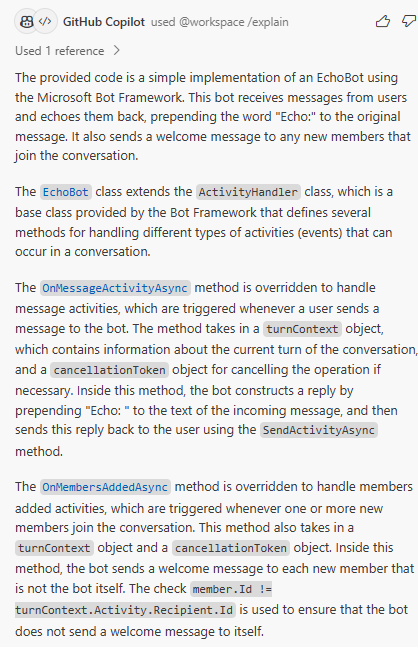 GitHub Copilot used @workspace /explain
Used 1 reference
The provided code is a simple implementation of an EchoBot using
the Microsoft Bot Framework. This bot receives messages from users
and echoes them back, prepending the word "Echo:" to the original
message. It also sends a welcome message to any new members that
join the conversation.
The EchoBot class extends the ActivityHandler class, which is a
base class provided by the Bot Framework that defines several
methods for handling different types of activities (events) that can
occur in a conversation.
The OnMessageActivityAsync method is overridden to handle
message activities, which are triggered whenever a user sends a
message to the bot. The method takes in a turnContext object,
which contains information about the current turn of the conversation,
and a cancellationToken object for cancelling the operation if
necessary. Inside this method, the bot constructs a reply by
prepending "Echo: " to the text of the incoming message, and then
sends this reply back to the user using the SendActivityAsync
method.
The OnMembersAddedAsync method is overridden to handle members
added activities, which are triggered whenever one or more new
members join the conversation. This method also takes in a
turnContext object and a cancellationToken object. Inside this
method, the bot sends a welcome message to each new member that
is not the bot itself. The check member.Id !=
turnContext.Activity.Recipient.Id is used to ensure that the bot
does not send a welcome message to itself.